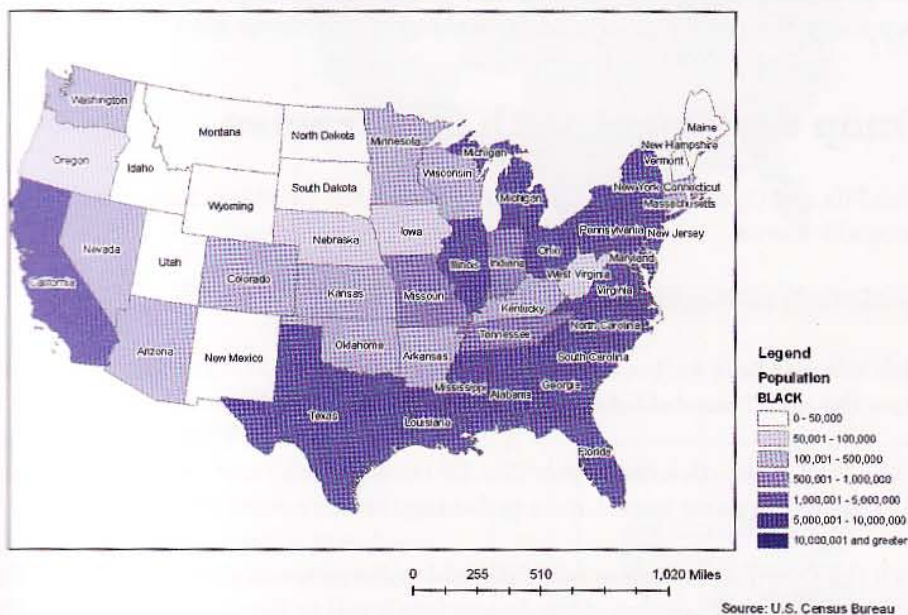 Washington
Montana
North Dakota
Minnesota
Michigan
Maine
New Hampshire
Vermont
Oregon
Idaho
South Dakota
Wisconsin
Michigan
New York
Connecticut
Massachusetts
Wyoming
Nebraska
Iowa
Pennsylvania
New Jersey
Nevada
Utah
Colorado
Illinois
Indiana
Ohio
Maryland
California
Kansas
Missouri
West Virginia
Virginia
Kentucky
Arizona
New Mexico
Oklahoma
Arkansas
Tennessee
North Carolina
South Carolina
Texas
Louisiana
Mississippi
Alabama
Georgia
Florida
Legend
Population
BLACK
0 - 50,000
50,001 - 100,000
100,001 - 500,000
500,001 - 1,000,000
1,000,001 - 5,000,000
5,000,001 - 10,000,000
10,000,001 and greater
0 255 510 1,020 Miles
Source: U.S. Census Bureau